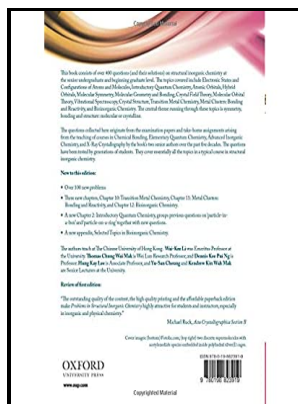 Copyrighted Material
This book consists of over 400 questions (and their solutions) on structural inorganic chemistry at
the senior undergraduate and beginning graduate level. The topics covered include Electronic States and
Configurations of Atoms and Molecules, Introductory Quantum Chemistry, Atomic Orbitals, Hybrid
Orbitals, Molecular Symmetry, Molecular Geometry and Bonding, Crystal Field Theory, Molecular Orbital
Theory, Vibrational Spectroscopy, Crystal Structure, Transition Metal Chemistry, Metal Clusters: Bonding
and Reactivity, and Bioinorganic Chemistry. The central theme running through these topics is symmetry,
bonding and structure: molecular or crystalline.
The questions collected here originate from the examination papers and take-home assignments arising
from the teaching of courses in Chemical Bonding, Elementary Quantum Chemistry, Advanced Inorganic
Chemistry, and X-Ray Crystallography by the book's two senior authors over the past five decades. The questions
have been tested by generations of students. They cover essentially all the topics in a typical course in structural
inorganic chemistry.
New to this edition:
• Over 100 new problems
• Three new chapters, Chapter 10: Transition Metal Chemistry, Chapter 11: Metal Clusters:
Bonding and Reactivity, and Chapter 12: Bioinorganic Chemistry.
• A new Chapter 2: Introductory Quantum Chemistry, groups previous questions on 'particle-in-
a-box' and 'particle-on-a-ring' together with new questions.
• A new appendix, Selected Topics in Bioinorganic Chemistry.
The authors teach at The Chinese University of Hong Kong. Wai-Kee Li was Emeritus Professor at
the University. Thomas Chung Wai Mak is Wei Lun Research Professor, and Dennis Kee Pui Ng is
Professor. Hung Kay Lee is Associate Professor, and Yu-San Cheung and Kendrew Kin Wah Mak
are Senior Lecturers at the University.
Review of first edition:
"The outstanding quality of the content, the high quality printing and the affordable paperback edition
make Problems in Structural Inorganic Chemistry highly attractive for students and instructors, especially
in inorganic and physical chemistry."
Michael Ruck, Acta Crystallographica Section B
OXFORD
UNIVERSITY PRESS
www.oup.com
9 780198 823919
Copyrighted Material